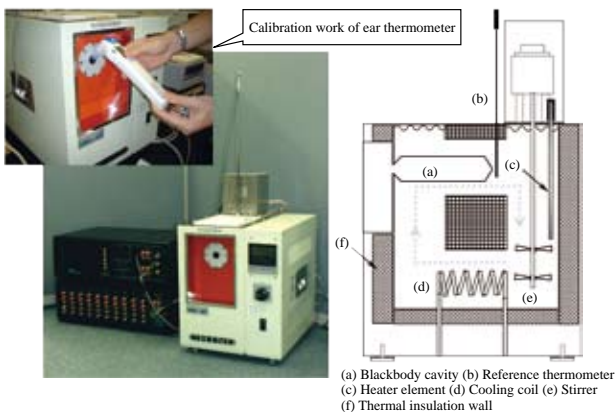 Calibration work of ear thermometer
(b)
(a)
(c)
(f)
(d)
(e)
(a) Blackbody cavity (b) Reference thermometer
(c) Heater element (d) Cooling coil (e) Stirrer
(f) Thermal insulation wall